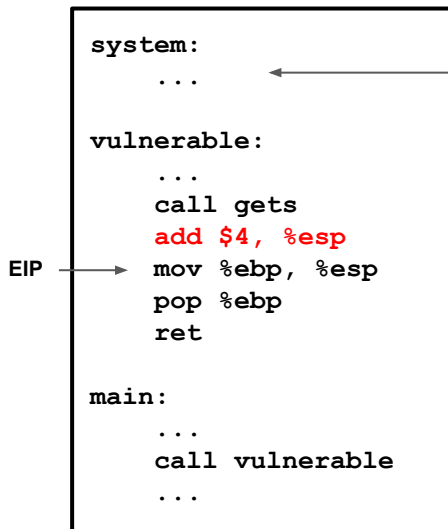 system:
...
vulnerable:
...
call gets
add $4, %esp
EIP mov %ebp, %esp
pop %ebp
ret
main:
...
call vulnerable
...